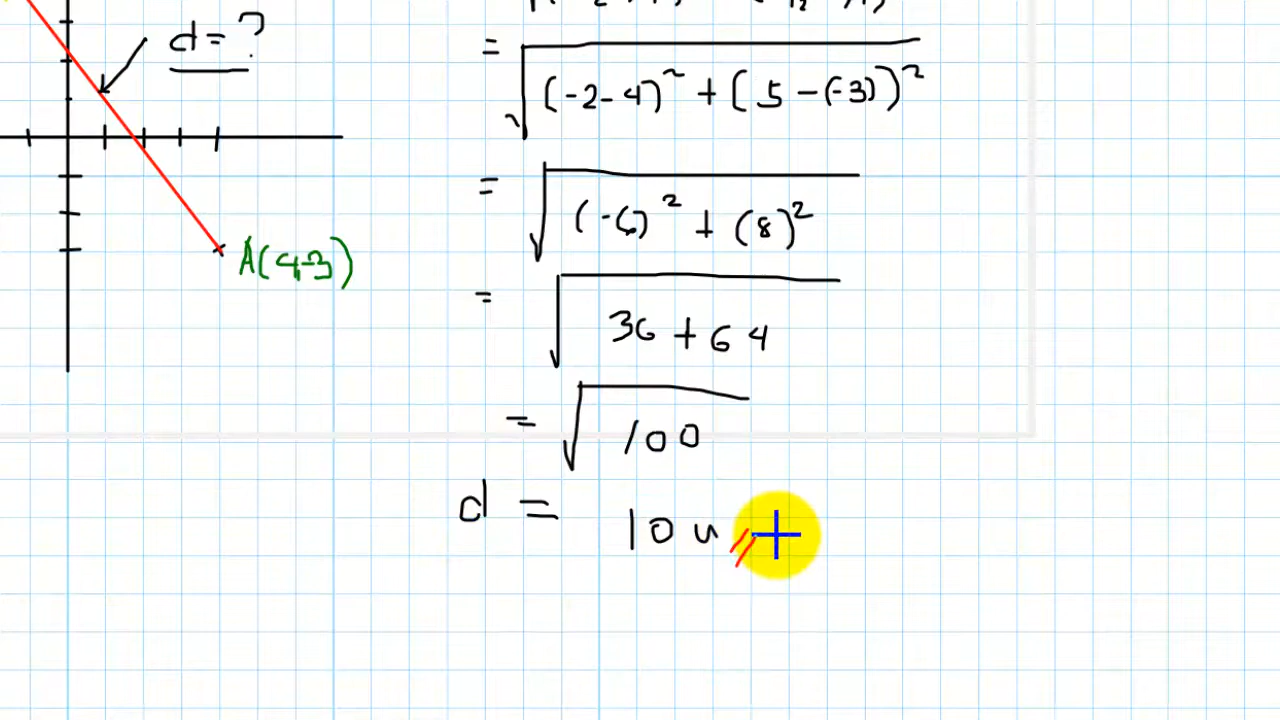 d = ?
A(4,-3)
= √((-2-4)² + (5-(-3))²
= √((-6)² + (8)²
= √(36 + 64
= √100
d = 10 u //